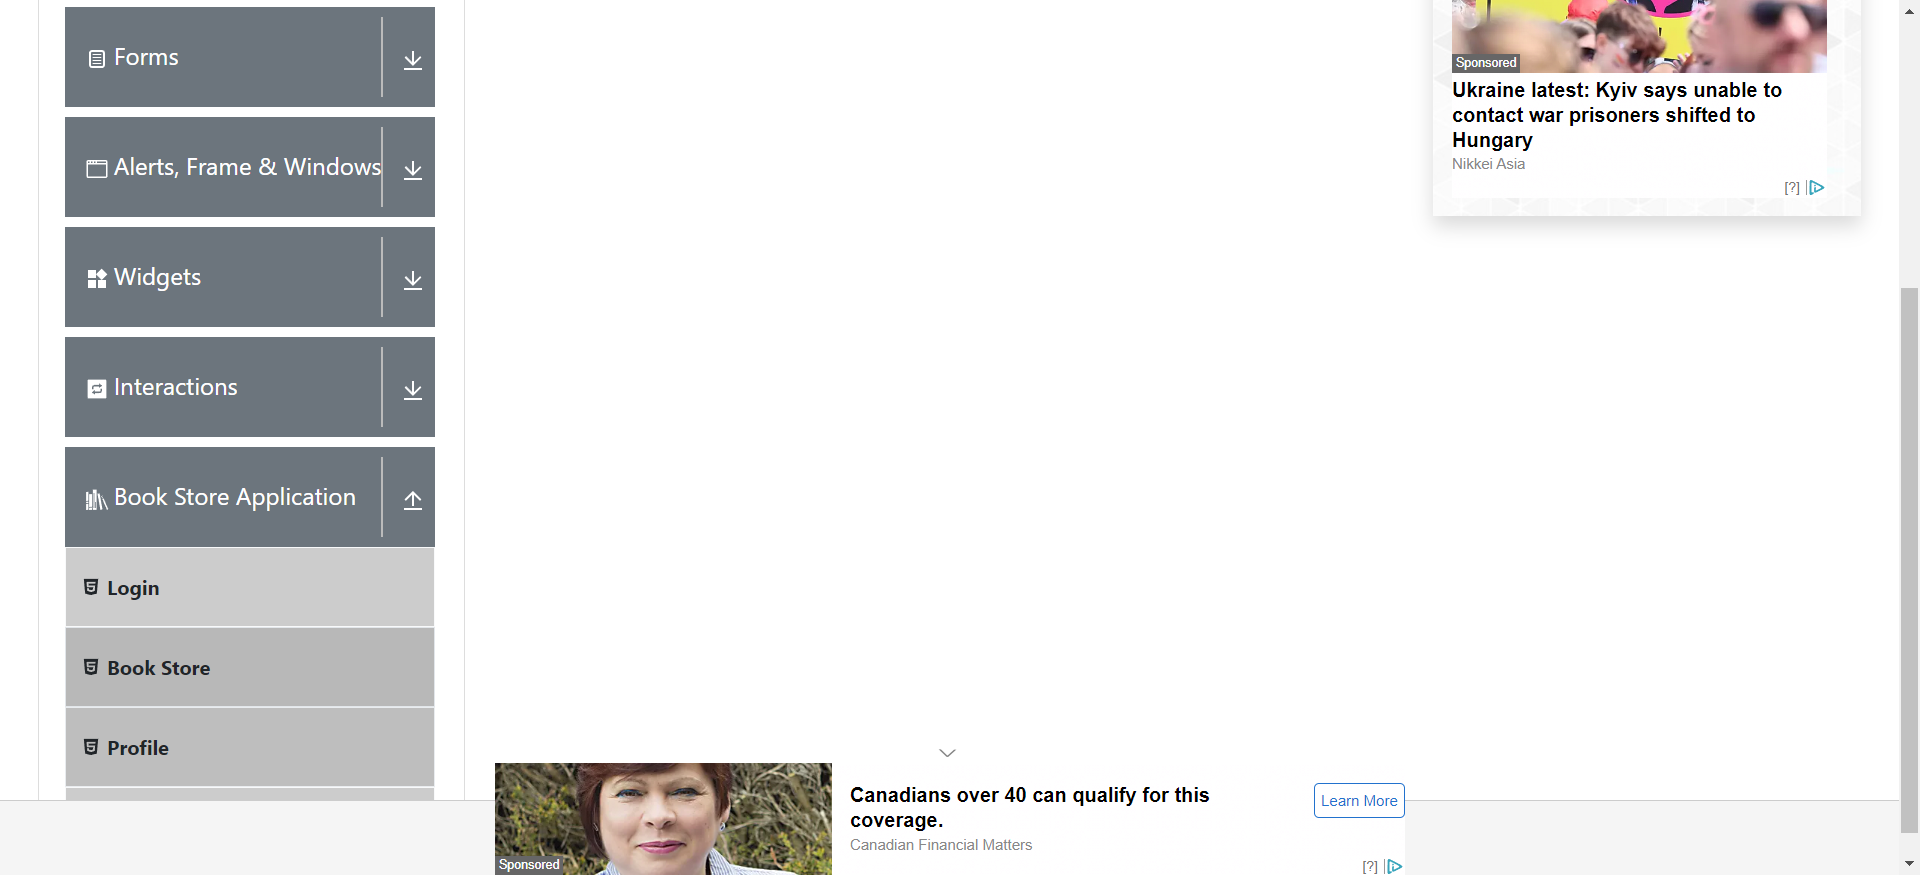 Forms
Alerts, Frame & Windows
Widgets
Interactions
Book Store Application
Login
Book Store
Profile
Sponsored
Ukraine latest: Kyiv says unable to
contact war prisoners shifted to
Hungary
Nikkei Asia
[?]
Sponsored
Canadians over 40 can qualify for this
coverage.
Canadian Financial Matters
Learn More
[?]